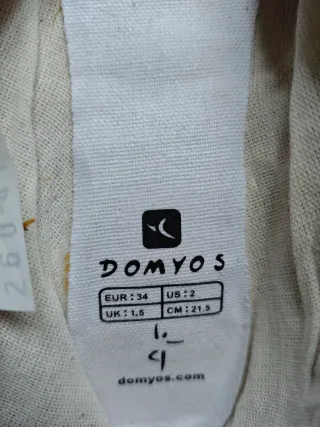 DOMYOS
EUR : 34 US : 2
UK : 1.5 CM : 21.5
domyos.com